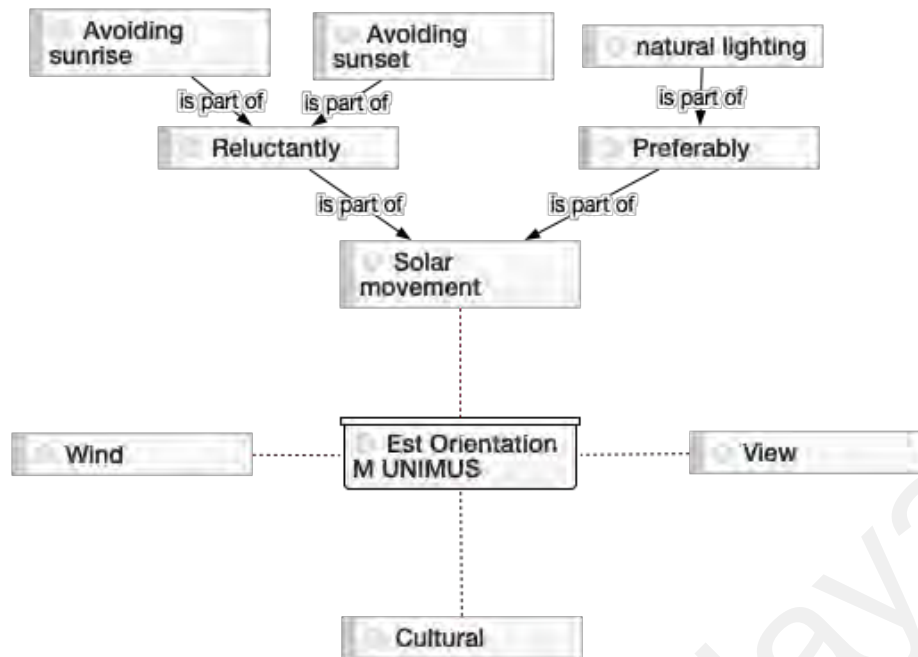 Avoiding
sunrise
Avoiding
sunset
natural lighting
is part of
is part of
is part of
Reluctantly
Preferably
is part of
is part of
Solar
movement
Wind
Est Orientation
M UNIMUS
View
Cultural